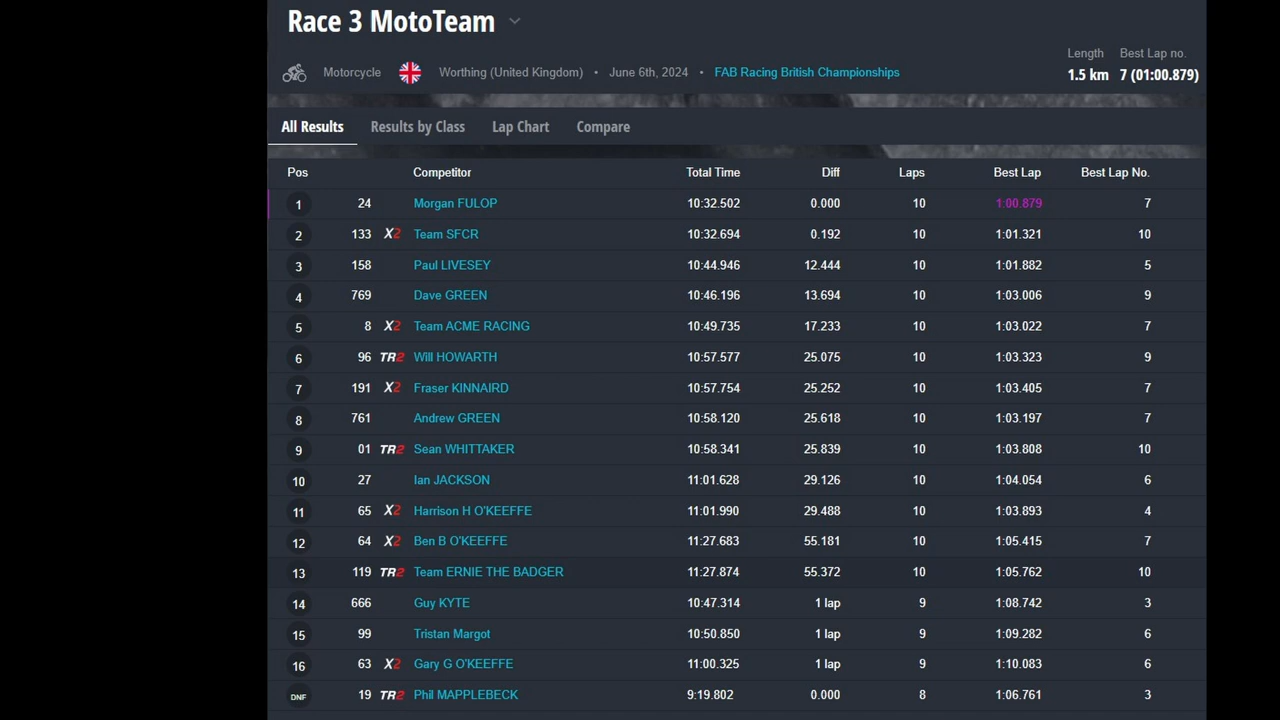 Race 3 MotoTeam
Length Best Lap no.
Motorcycle Worthing (United Kingdom) • June 6th, 2024 • FAB Racing British Championships 1.5 km 7 (01:00.879)
All Results Results by Class Lap Chart Compare
Pos Competitor Total Time Diff Laps Best Lap Best Lap No.
1 24 Morgan FULOP 10:32.502 0.000 10 1:00.879 7
2 133 X2 Team SFCR 10:32.694 0.192 10 1:01.321 10
3 158 Paul LIVESEY 10:44.946 12.444 10 1:01.882 5
4 769 Dave GREEN 10:46.196 13.694 10 1:03.006 9
5 8 X2 Team ACME RACING 10:49.735 17.233 10 1:03.022 7
6 96 TR2 Will HOWARTH 10:57.577 25.075 10 1:03.323 9
7 191 X2 Fraser KINNAIRD 10:57.754 25.252 10 1:03.405 7
8 761 Andrew GREEN 10:58.120 25.618 10 1:03.197 7
9 01 TR2 Sean WHITTAKER 10:58.341 25.839 10 1:03.808 10
10 27 Ian JACKSON 11:01.628 29.126 10 1:04.054 6
11 65 X2 Harrison H O'KEEFFE 11:01.990 29.488 10 1:03.893 4
12 64 X2 Ben B O'KEEFFE 11:27.683 55.181 10 1:05.415 7
13 119 TR2 Team ERNIE THE BADGER 11:27.874 55.372 10 1:05.762 10
14 666 Guy KYTE 10:47.314 1 lap 9 1:08.742 3
15 99 Tristan Margot 10:50.850 1 lap 9 1:09.282 6
16 63 X2 Gary G O'KEEFFE 11:00.325 1 lap 9 1:10.083 6
DNF 19 TR2 Phil MAPPLEBECK 9:19.802 0.000 8 1:06.761 3